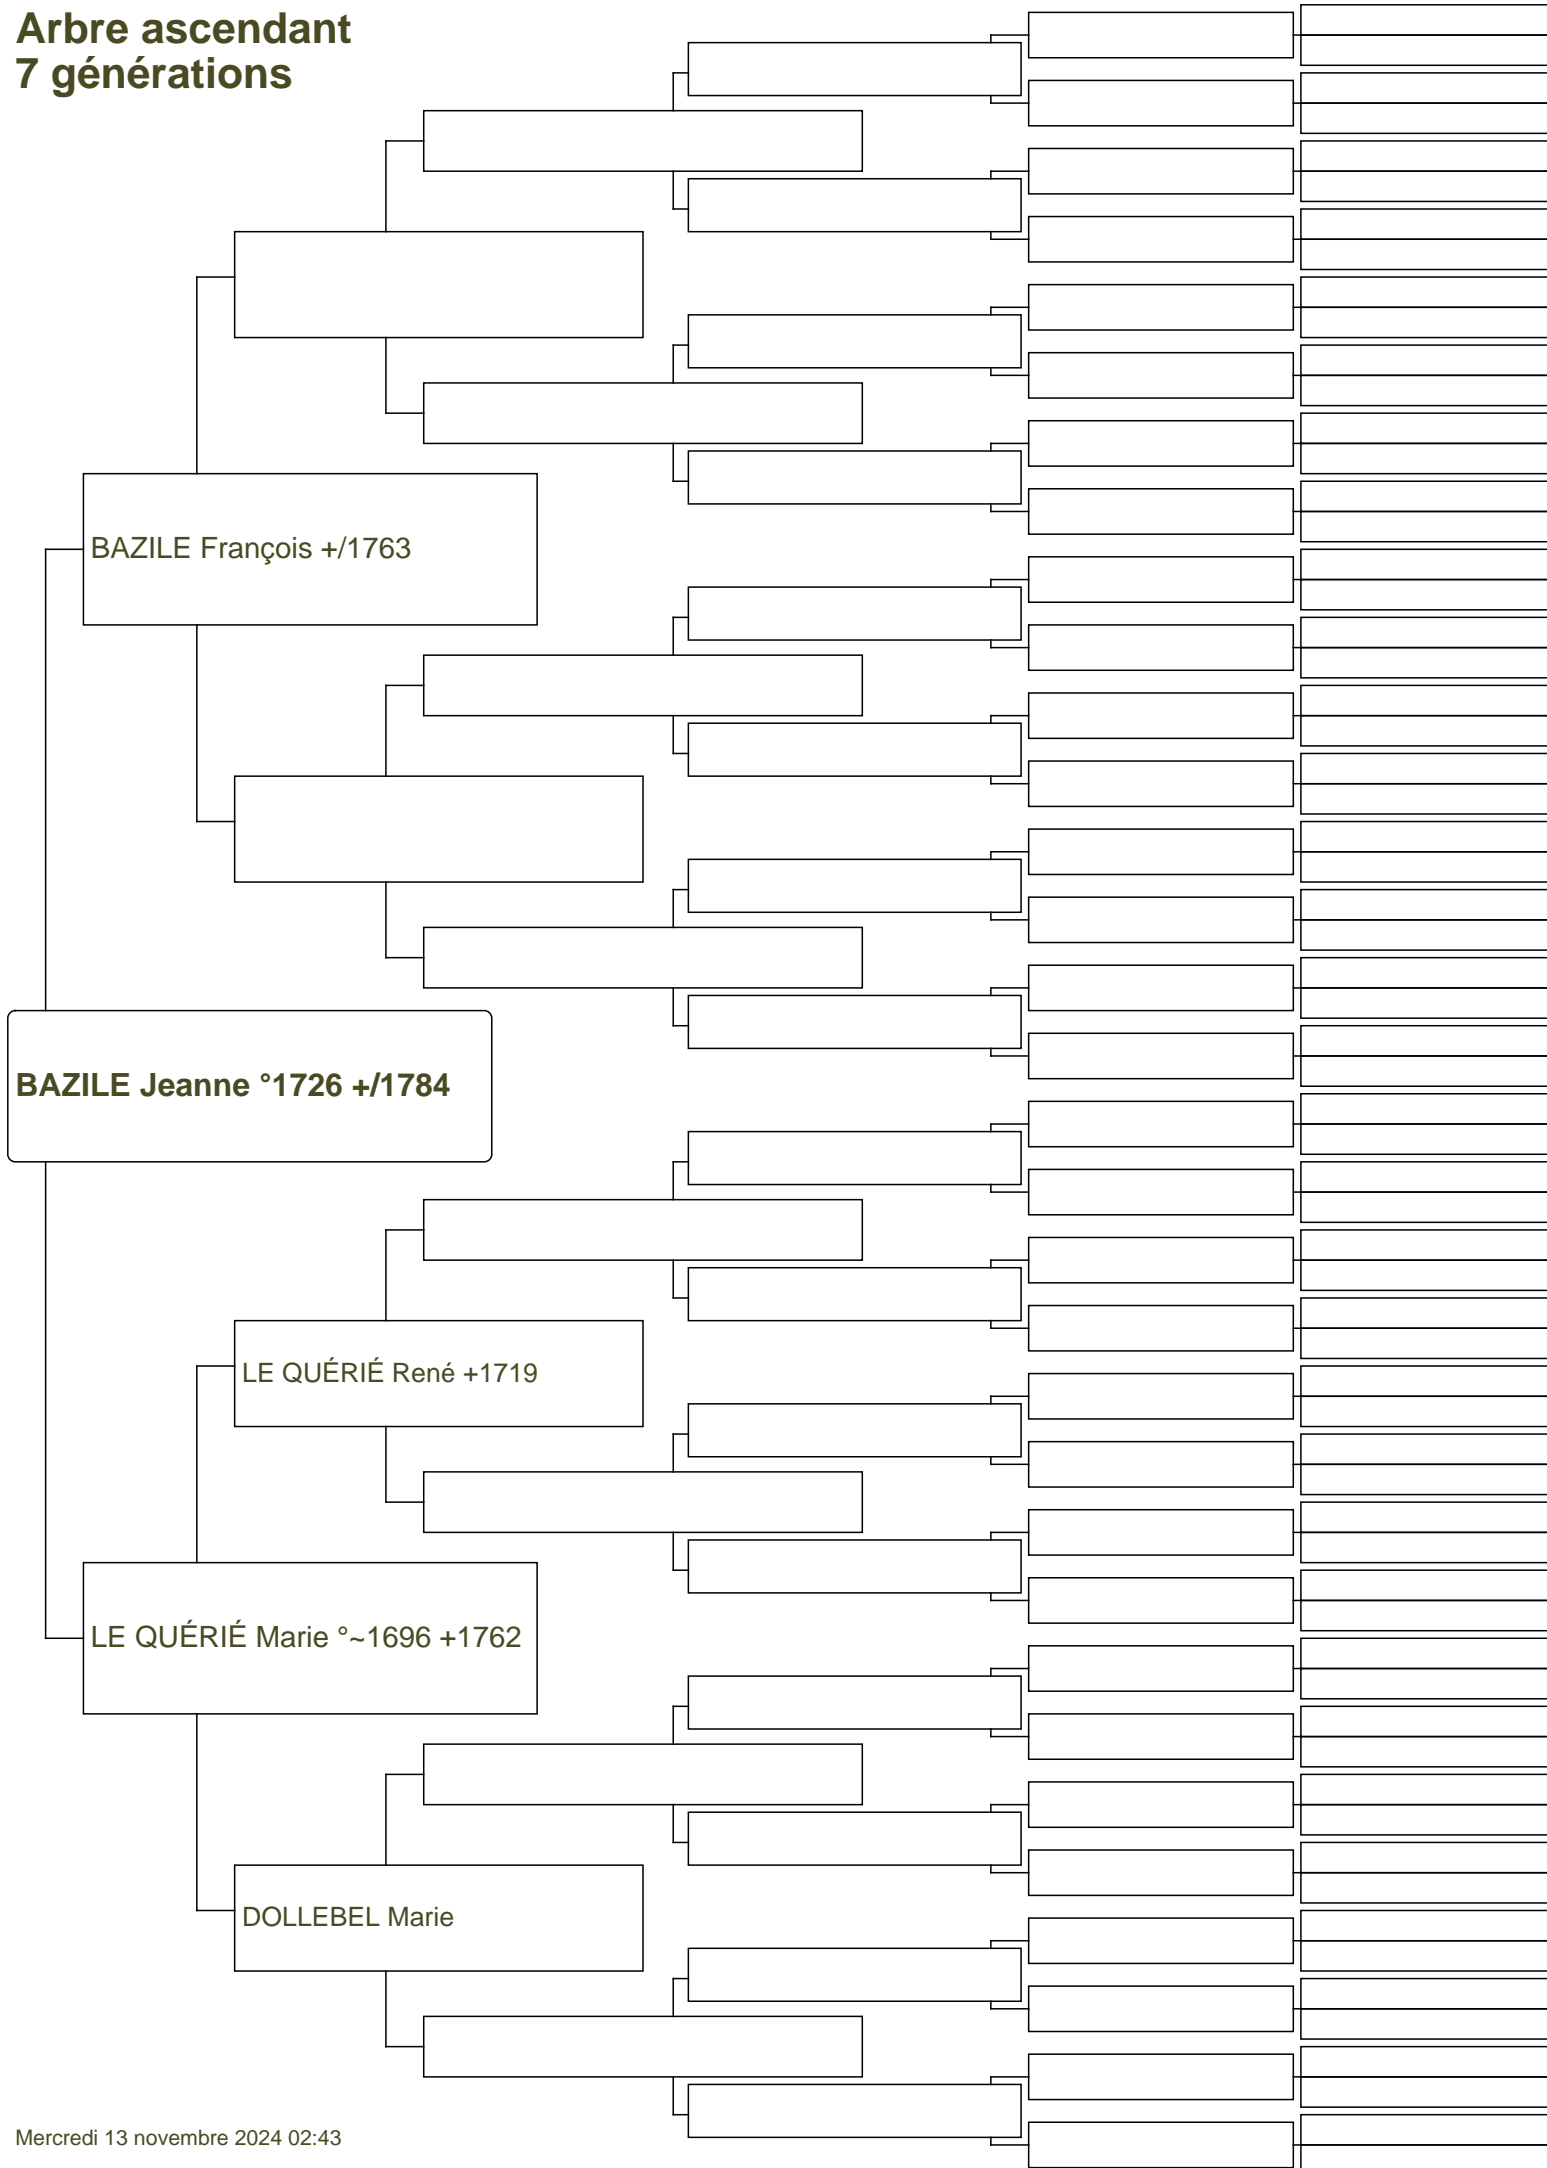 Arbre ascendant
7 générations
BAZILE François +/1763
BAZILE Jeanne °1726 +/1784
LE QUÉRIÉ René +1719
LE QUÉRIÉ Marie °~1696 +1762
DOLLEBEL Marie
Mercredi 13 novembre 2024 02:43